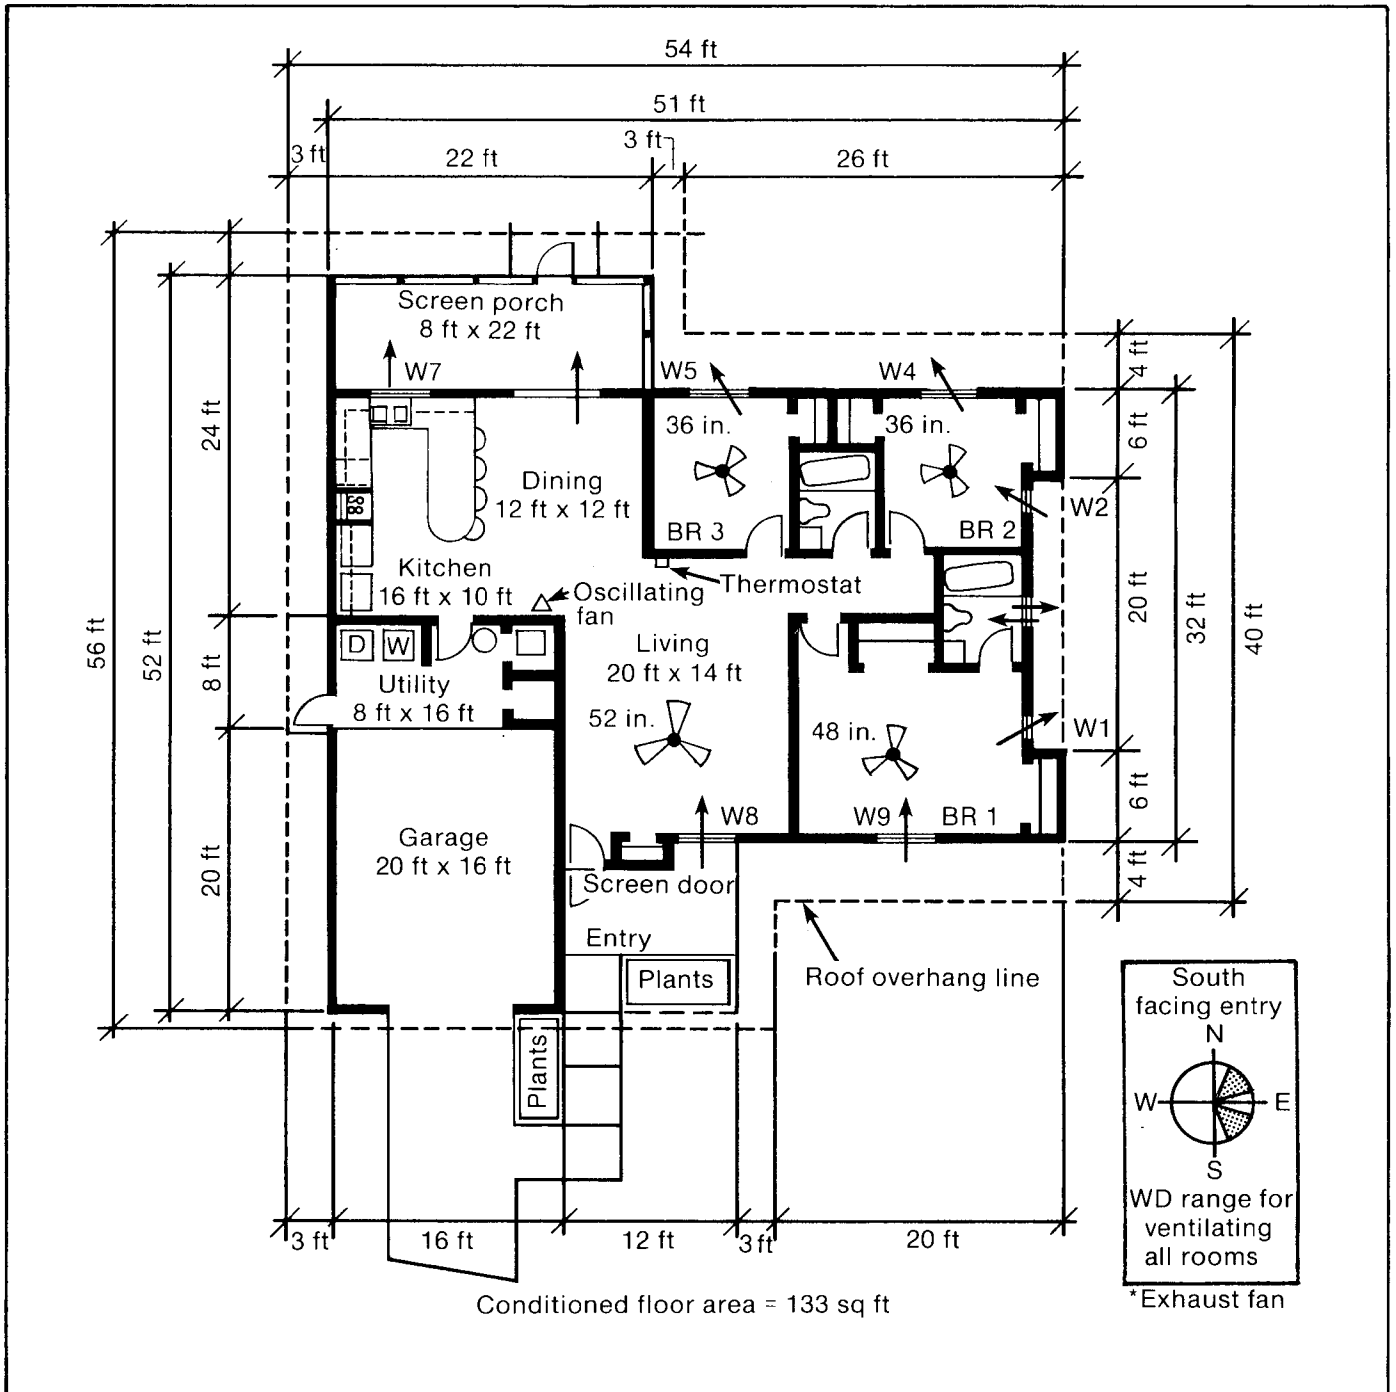 54 ft
51 ft
3 ft
22 ft
3 ft
26 ft
Screen porch
8 ft x 22 ft
W7
W5
W4
4 ft
36 in.
36 in.
6 ft
24 ft
Dining
12 ft x 12 ft
BR 3
BR 2
W2
Kitchen
16 ft x 10 ft
Oscillating
fan
Thermostat
20 ft
32 ft
40 ft
56 ft
52 ft
8 ft
D W
Utility
8 ft x 16 ft
Living
20 ft x 14 ft
52 in.
48 in.
W1
W8
W9
BR 1
6 ft
Garage
20 ft x 16 ft
20 ft
4 ft
Screen door
Entry
Plants
Roof overhang line
Plants
South
facing entry
N
W E
S
WD range for
ventilating
all rooms
*Exhaust fan
3 ft
16 ft
12 ft
3 ft
20 ft
Conditioned floor area = 133 sq ft